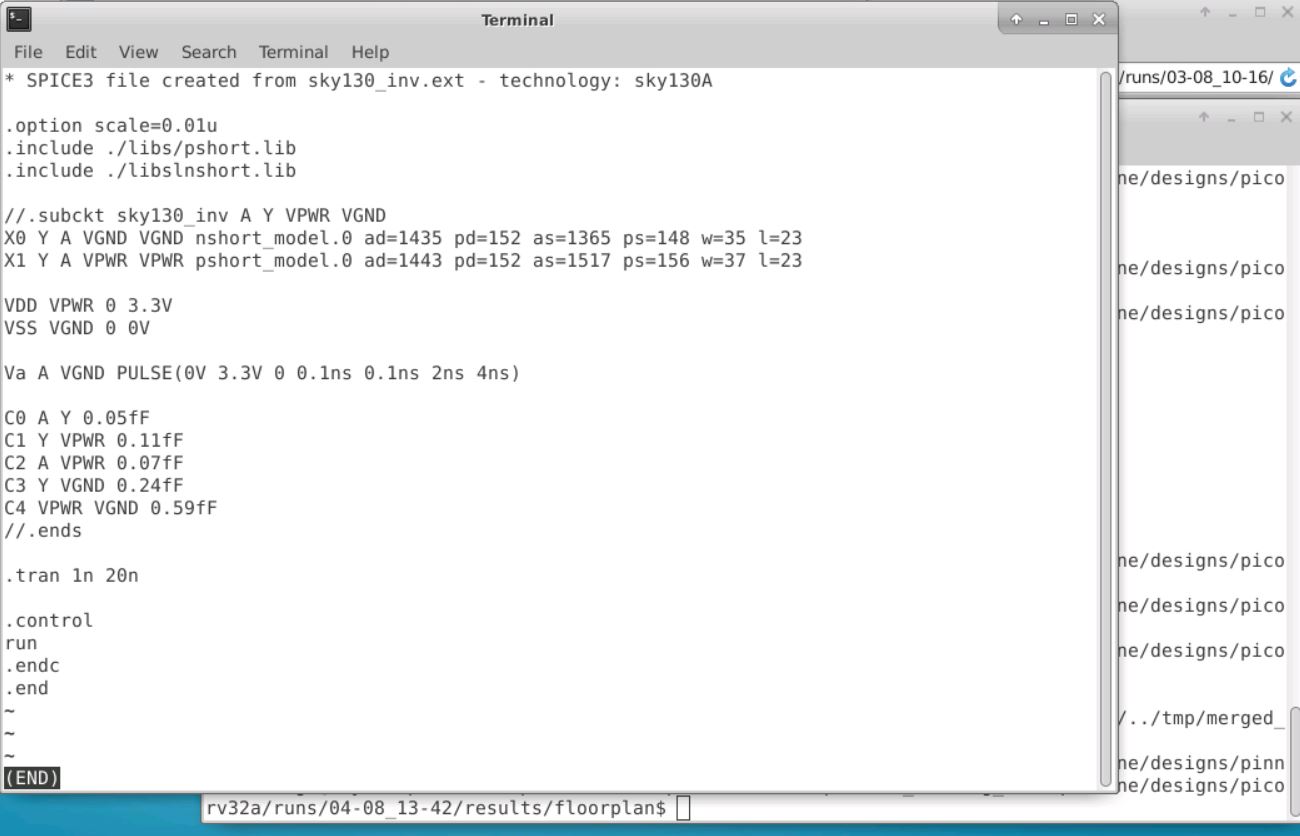 Terminal
File Edit View Search Terminal Help
* SPICE3 file created from sky130_inv.ext - technology: sky130A
.option scale=0.01u
.include ./libs/pshort.lib
.include ./libslnshort.lib
//.subckt sky130_inv A Y VPWR VGND
X0 Y A VGND VGND nshort_model.0 ad=1435 pd=152 as=1365 ps=148 w=35 l=23
X1 Y A VPWR VPWR pshort_model.0 ad=1443 pd=152 as=1517 ps=156 w=37 l=23
VDD VPWR 0 3.3V
VSS VGND 0 0V
Va A VGND PULSE(0V 3.3V 0 0.1ns 0.1ns 2ns 4ns)
C0 A Y 0.05fF
C1 Y VPWR 0.11fF
C2 A VPWR 0.07fF
C3 Y VGND 0.24fF
C4 VPWR VGND 0.59fF
//.ends
.tran 1n 20n
.control
run
.endc
.end
~
~
~
(END)
/runs/03-08_10-16/
ne/designs/pico
ne/designs/pico
ne/designs/pico
ne/designs/pico
ne/designs/pico
ne/designs/pico
/../tmp/merged_
ne/designs/pinn
ne/designs/pico
rv32a/runs/04-08_13-42/results/floorplan$